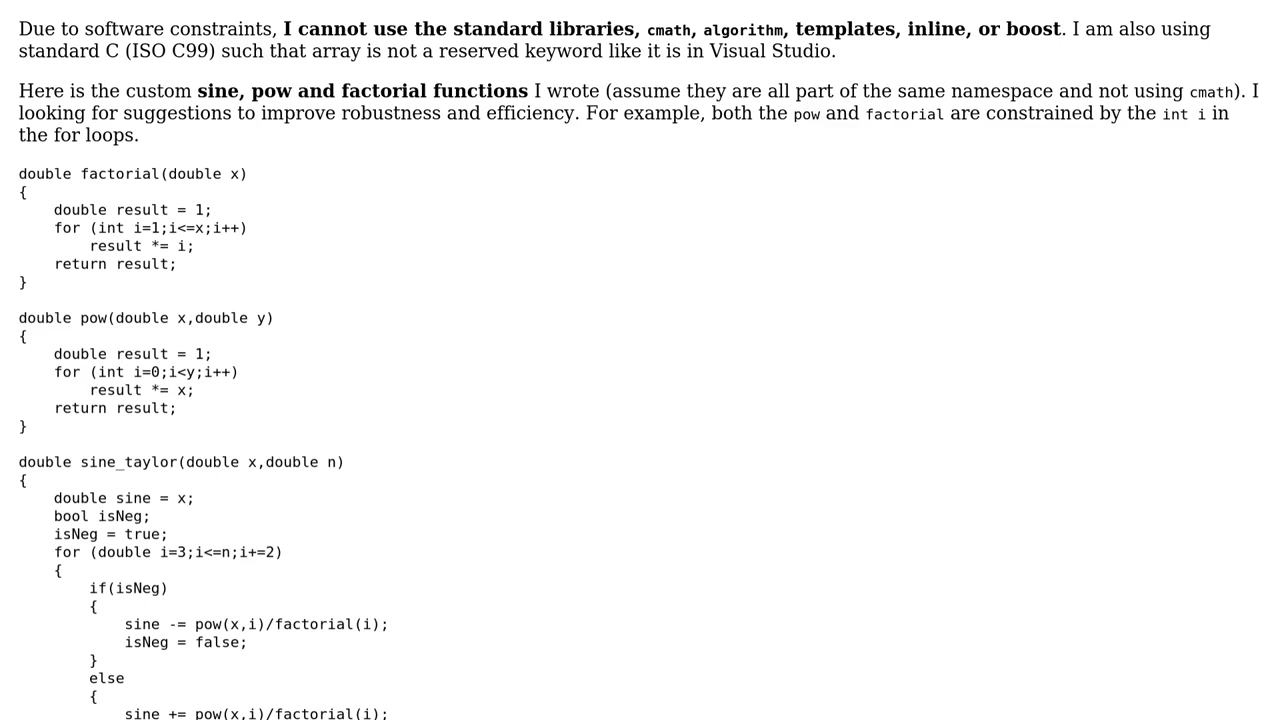 Due to software constraints, I cannot use the standard libraries, cmath, algorithm, templates, inline, or boost. I am also using
standard C (ISO C99) such that array is not a reserved keyword like it is in Visual Studio.
Here is the custom sine, pow and factorial functions I wrote (assume they are all part of the same namespace and not using cmath). I
looking for suggestions to improve robustness and efficiency. For example, both the pow and factorial are constrained by the int i in
the for loops.
double factorial(double x)
{
    double result = 1;
    for (int i=1;i<=x;i++)
        result *= i;
    return result;
}
double pow(double x,double y)
{
    double result = 1;
    for (int i=0;i<y;i++)
        result *= x;
    return result;
}
double sine_taylor(double x,double n)
{
    double sine = x;
    bool isNeg;
    isNeg = true;
    for (double i=3;i<=n;i+=2)
    {
        if(isNeg)
        {
            sine -= pow(x,i)/factorial(i);
            isNeg = false;
        }
        else
        {
            sine += pow(x,i)/factorial(i);